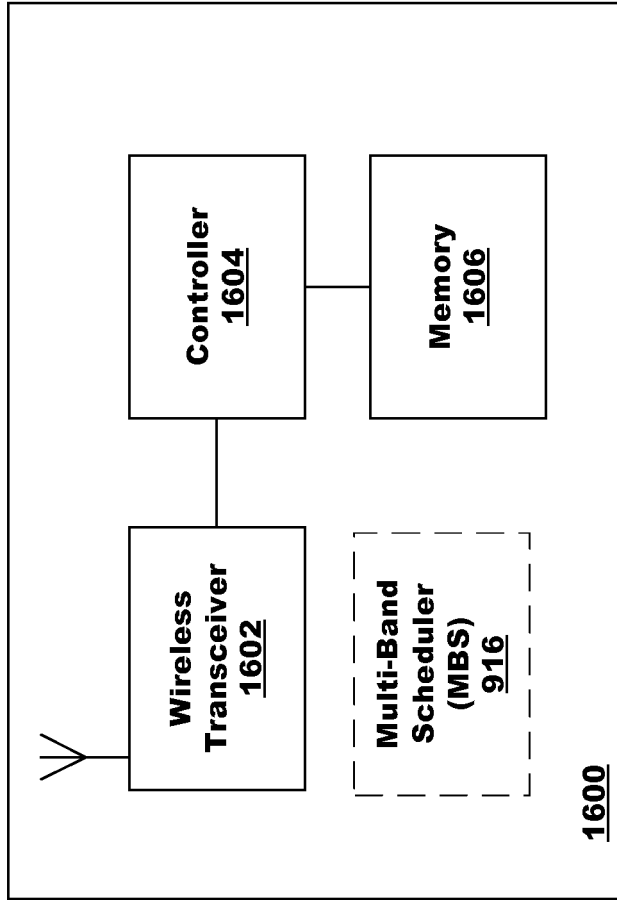 Wireless
Transceiver
1602
Controller
1604
Multi-Band
Scheduler
(MBS)
916
Memory
1606
1600